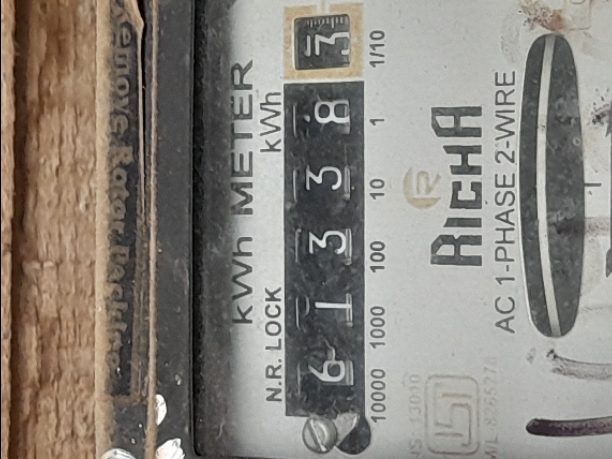 kWh METER
N.R. LOCK kWh
6 1 3 3 8 3
10000 1000 100 10 1 1/10
R
RICHA
AC 1-PHASE 2-WIRE